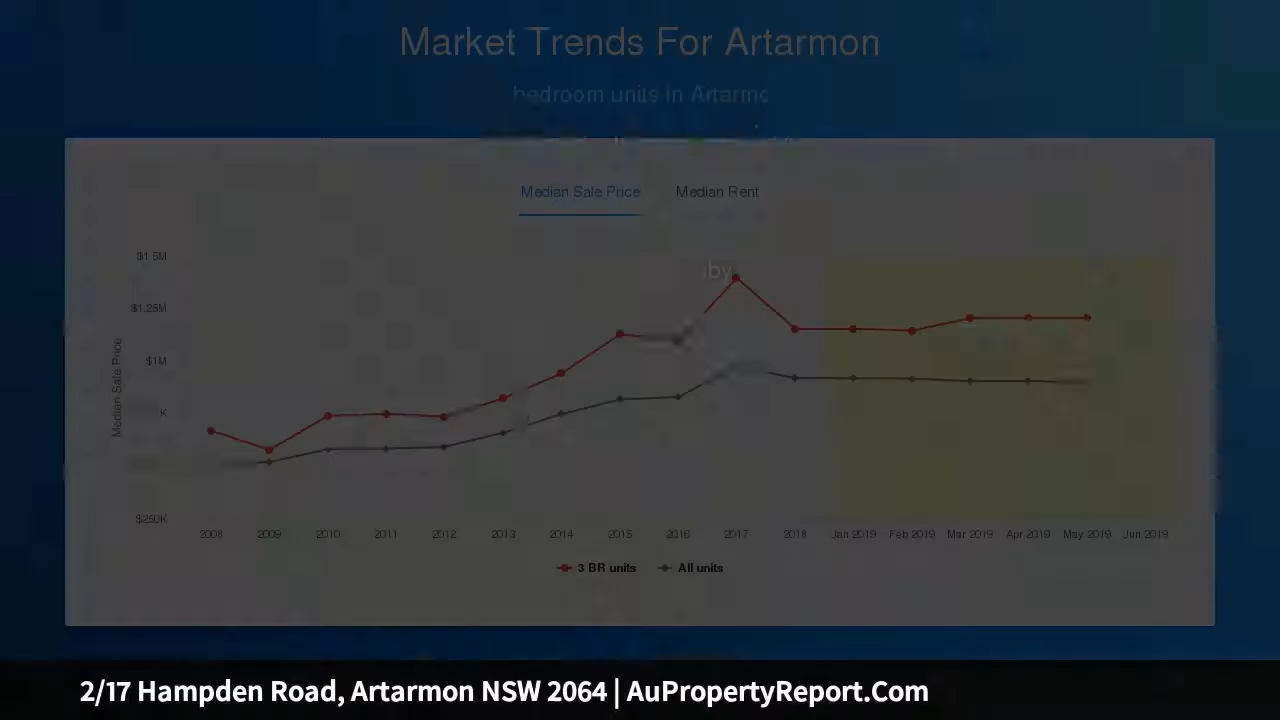 Market Trends For Artarmon
bedroom units in Artarmo
Median Sale Price Median Rent
$1.5M
$1.25M
$1M
K
$250K
Median Sale Price
2008 2009 2010 2011 2012 2013 2014 2015 2016 2017 2018 Jan 2019 Feb 2019 Mar 2019 Apr 2019 May 2019 Jun 2019
3 BR units All units
2/17 Hampden Road, Artarmon NSW 2064 | AuPropertyReport.Com